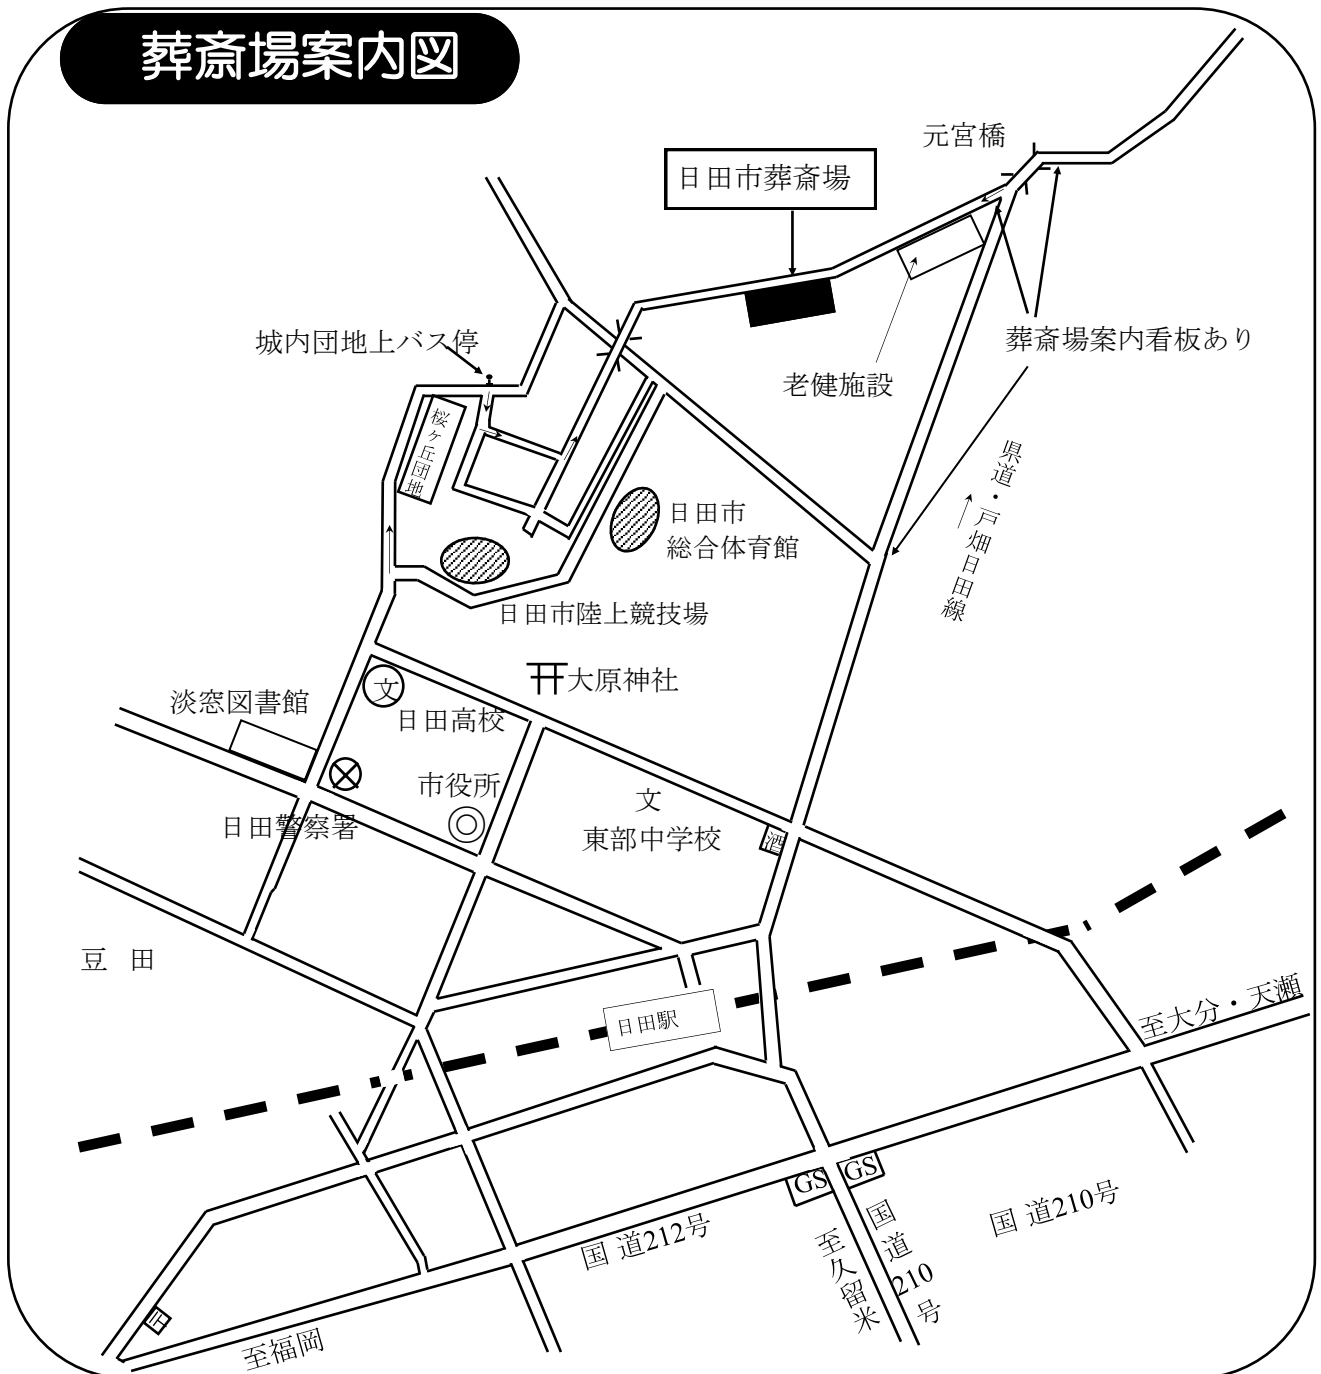 葬斎場案内図
元宮橋
日田市葬斎場
城内団地上バス停
葬斎場案内看板あり
老健施設
桜ヶ丘団地
県道・戸畑日田線
日田市
総合体育館
日田市陸上競技場
大原神社
淡窓図書館
文
日田高校
市役所
文
東部中学校
日田警察署
酒
豆 田
日田駅
至大分・天瀬
GS
GS
国道210号
国道210号
至久留米
国道212号
至福岡